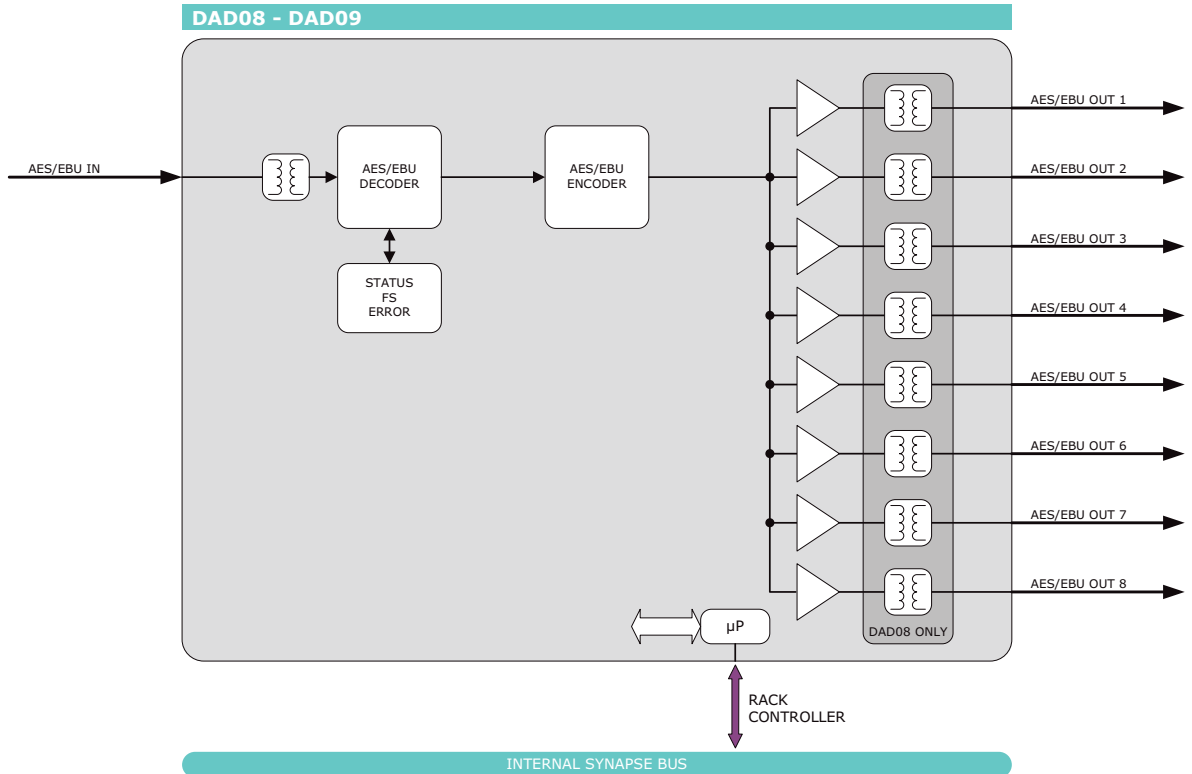 DAD08 - DAD09
AES/EBU IN
AES/EBU
DECODER
AES/EBU
ENCODER
STATUS
FS
ERROR
AES/EBU OUT 1
AES/EBU OUT 2
AES/EBU OUT 3
AES/EBU OUT 4
AES/EBU OUT 5
AES/EBU OUT 6
AES/EBU OUT 7
AES/EBU OUT 8
DAD08 ONLY
µP
RACK
CONTROLLER
INTERNAL SYNAPSE BUS